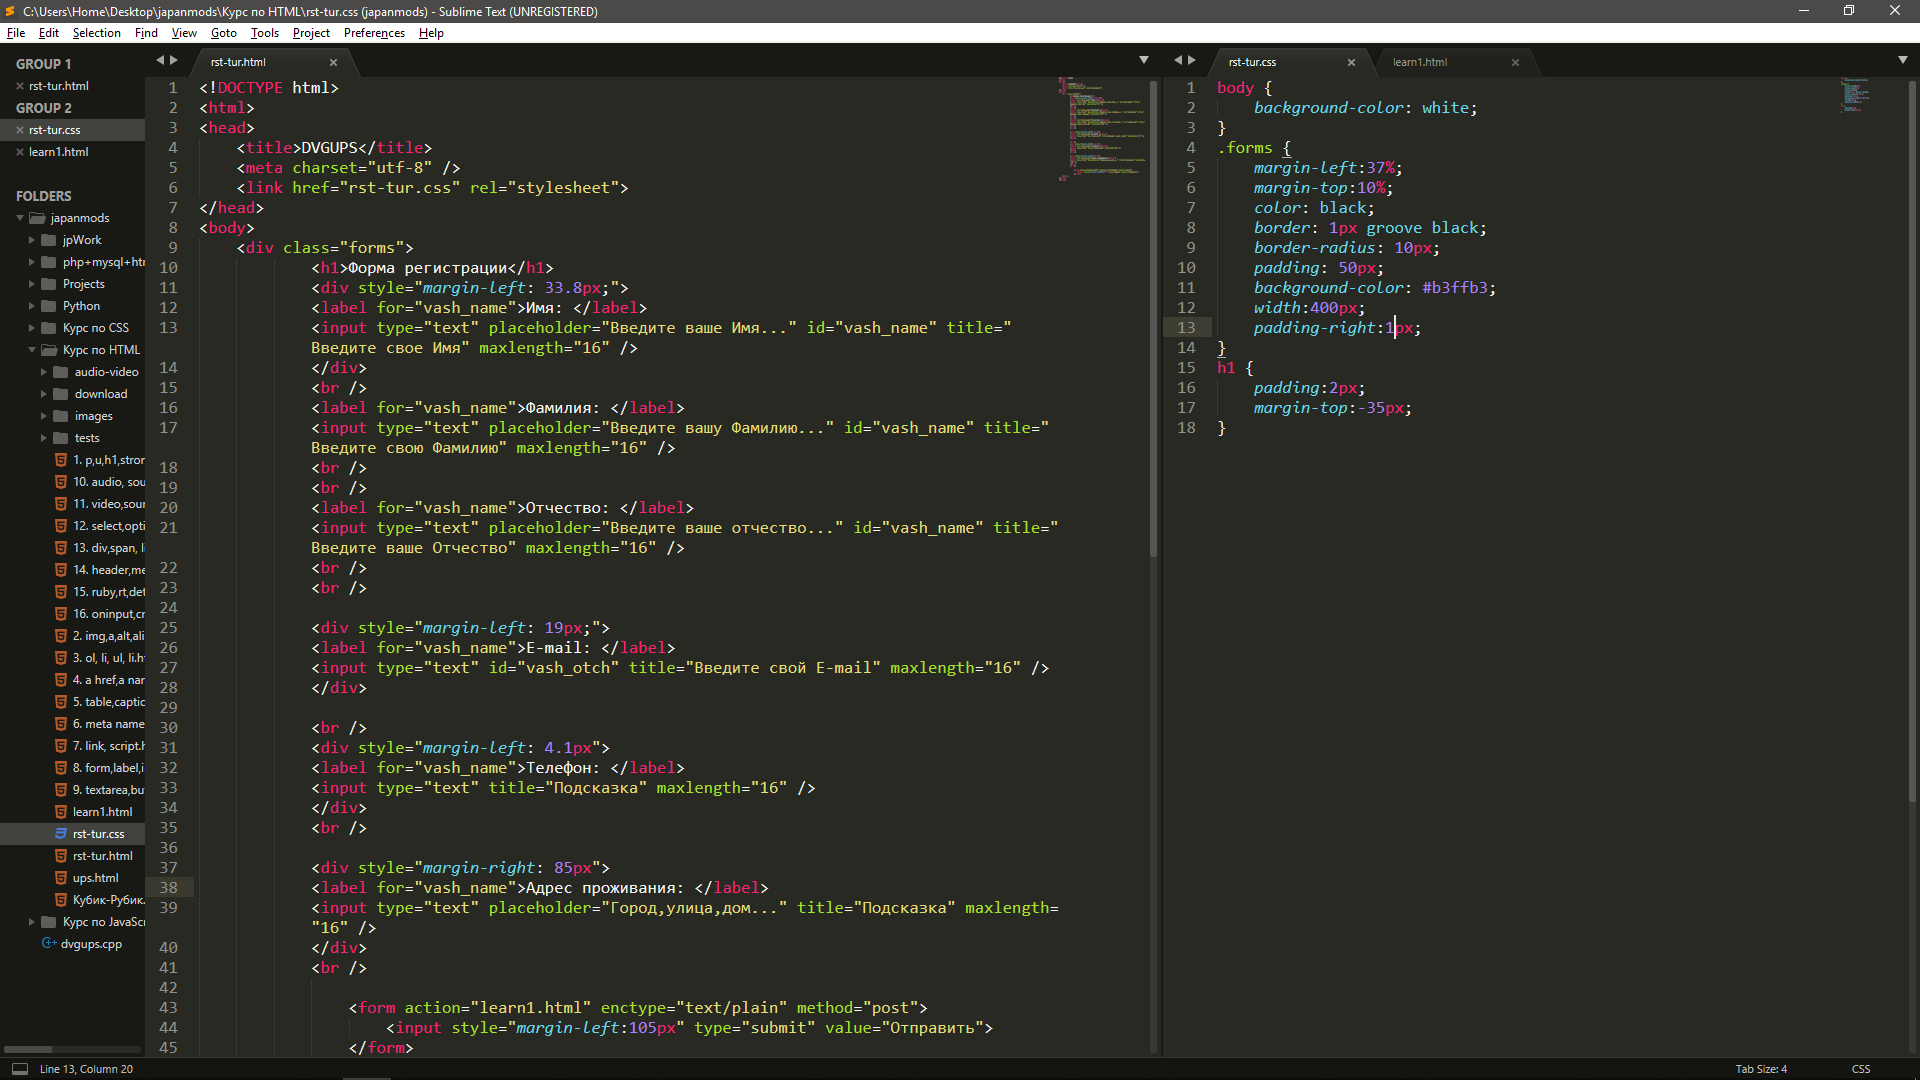 C:\Users\Home\Desktop\japanmods\Курс по HTML\rst-tur.css (japanmods) - Sublime Text (UNREGISTERED)
File Edit Selection Find View Goto Tools Project Preferences Help
GROUP 1
rst-tur.html
GROUP 2
rst-tur.css
learn1.html
FOLDERS
japanmods
jpWork
php+mysql+htr
Projects
Python
Курс по CSS
Курс по HTML
audio-video
download
images
tests
1. p,u,h1,stror
10. audio, sou
11. video,sour
12. select,opti
13. div,span, li
14. header,me
15. ruby,rt,det
16. oninput,cr
2. img,a,alt,ali
3. ol, li, ul, li.h
4. a href,a nar
5. table,captic
6. meta name
7. link, script.h
8. form,label,i
9. textarea,bu
learn1.html
rst-tur.css
rst-tur.html
ups.html
Кубик-Рубик.
Курс по JavaScr
dvgups.cpp
rst-tur.html
1 <!DOCTYPE html>
2 <html>
3 <head>
4 <title>DVGUPS</title>
5 <meta charset="utf-8" />
6 <link href="rst-tur.css" rel="stylesheet">
7 </head>
8 <body>
9 <div class="forms">
10 <h1>Форма регистрации</h1>
11 <div style="margin-left: 33.8px;">
12 <label for="vash_name">Имя: </label>
13 <input type="text" placeholder="Введите ваше Имя..." id="vash_name" title="
Введите свое Имя" maxlength="16" />
14 </div>
15 <br />
16 <label for="vash_name">Фамилия: </label>
17 <input type="text" placeholder="Введите вашу Фамилию..." id="vash_name" title="
Введите свою Фамилию" maxlength="16" />
18 <br />
19 <br />
20 <label for="vash_name">Отчество: </label>
21 <input type="text" placeholder="Введите ваше отчество..." id="vash_name" title="
Введите ваше Отчество" maxlength="16" />
22 <br />
23 <br />
24
25 <div style="margin-left: 19px;">
26 <label for="vash_name">E-mail: </label>
27 <input type="text" id="vash_otch" title="Введите свой E-mail" maxlength="16" />
28 </div>
29
30 <br />
31 <div style="margin-left: 4.1px">
32 <label for="vash_name">Телефон: </label>
33 <input type="text" title="Подсказка" maxlength="16" />
34 </div>
35 <br />
36
37 <div style="margin-right: 85px">
38 <label for="vash_name">Адрес проживания: </label>
39 <input type="text" placeholder="Город,улица,дом..." title="Подсказка" maxlength=
"16" />
40 </div>
41 <br />
42
43 <form action="learn1.html" enctype="text/plain" method="post">
44 <input style="margin-left:105px" type="submit" value="Отправить">
45 </form>
rst-tur.css learn1.html
1 body {
2 background-color: white;
3 }
4 .forms {
5 margin-left:37%;
6 margin-top:10%;
7 color: black;
8 border: 1px groove black;
9 border-radius: 10px;
10 padding: 50px;
11 background-color: #b3ffb3;
12 width:400px;
13 padding-right:1px;
14 }
15 h1 {
16 padding:2px;
17 margin-top:-35px;
18 }
Line 13, Column 20
Tab Size: 4 CSS